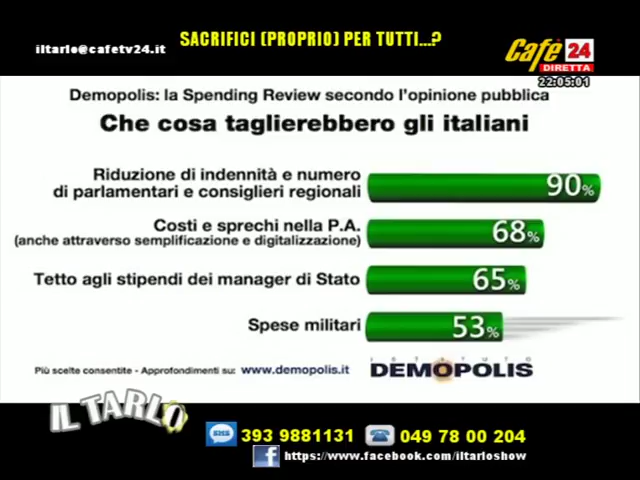 SACRIFICI (PROPRIO) PER TUTTI...?
iltarlo@cafetv24.it
Cafè 24
DIRETTA
22:05:01
Demopolis: la Spending Review secondo l'opinione pubblica
Che cosa taglierebbero gli italiani
Riduzione di indennità e numero
di parlamentari e consiglieri regionali
90%
Costi e sprechi nella P.A.
(anche attraverso semplificazione e digitalizzazione)
68%
Tetto agli stipendi dei manager di Stato
65%
Spese militari
53%
Più scelte consentite - Approfondimenti su: www.demopolis.it
ISTITUTO
DEMOPOLIS
IL TARLO
SMS 393 9881131 049 78 00 204
f https://www.facebook.com/iltarloshow